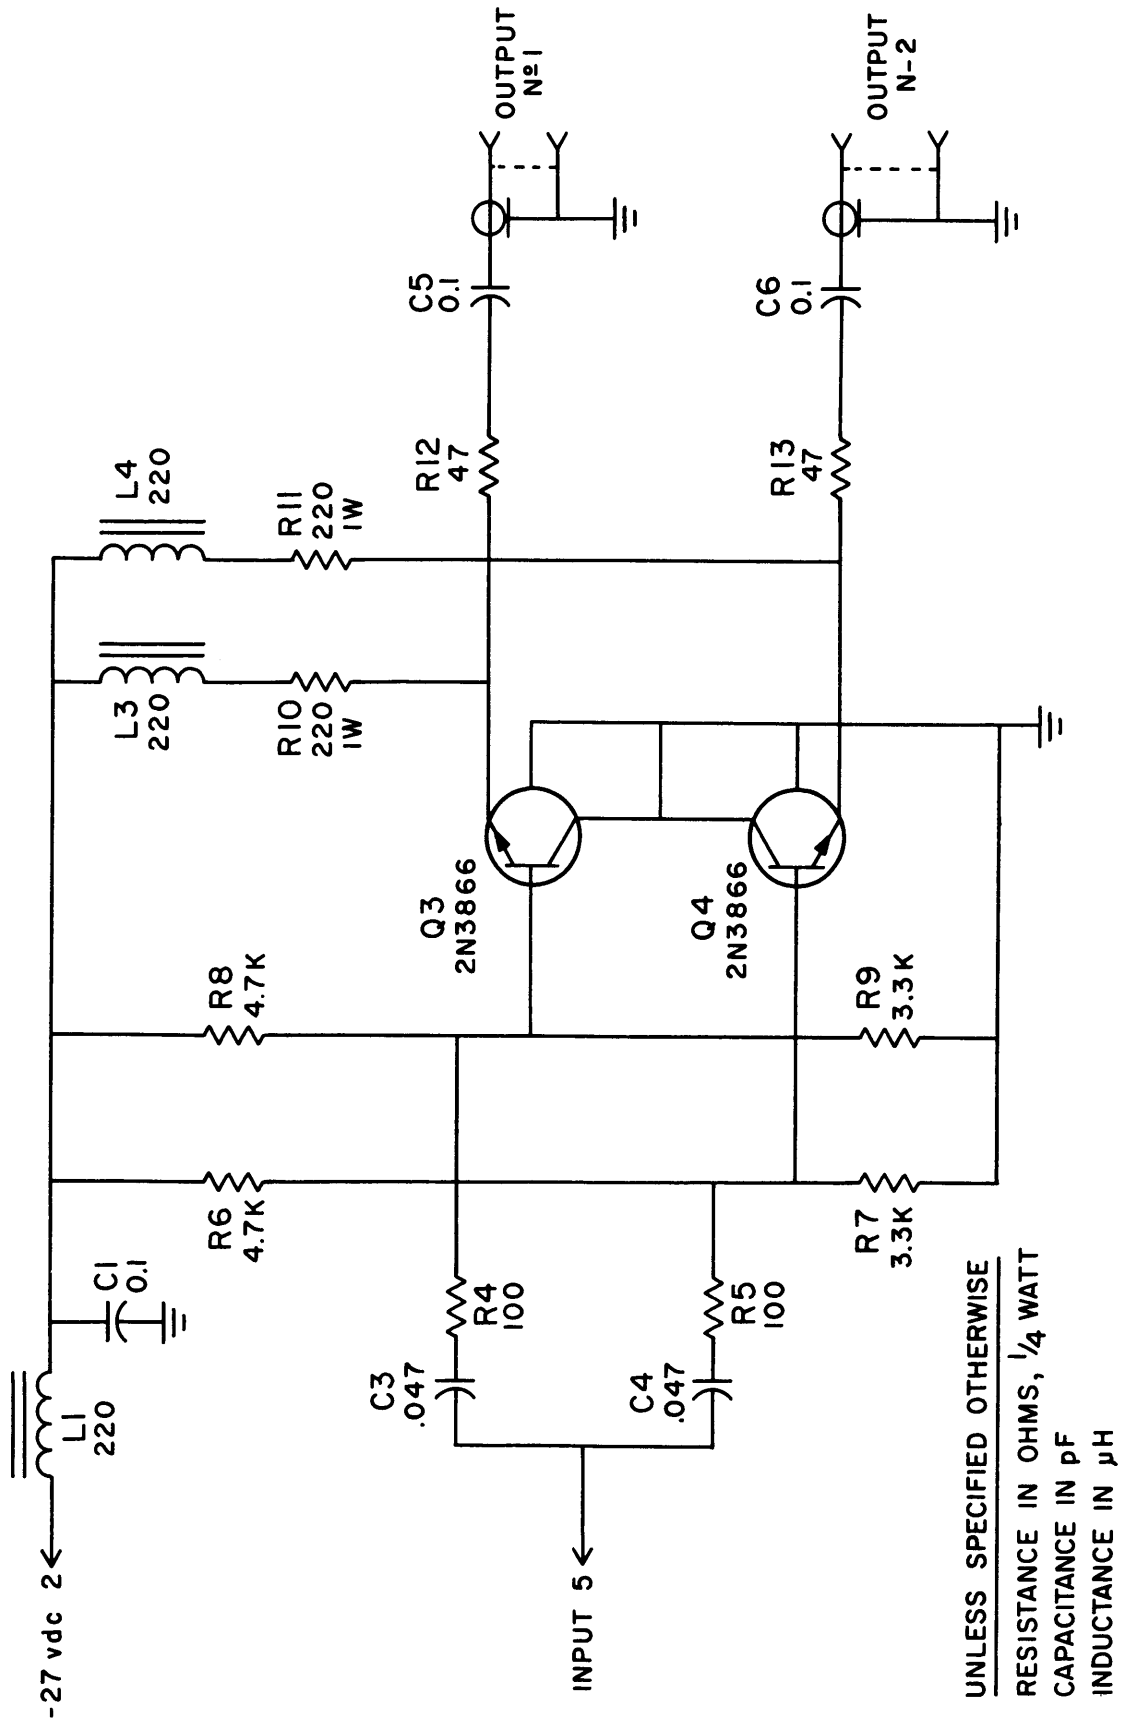 -27 vdc 2
L1
220
C1
0.1
R6
4.7K
R8
4.7K
L3
220
L4
220
R10
220
1W
R11
220
1W
C3
.047
R4
100
C4
.047
R5
100
INPUT 5
Q3
2N3866
Q4
2N3866
R7
3.3K
R9
3.3K
R12
47
C5
0.1
OUTPUT
Nº1
R13
47
C6
0.1
OUTPUT
N-2
UNLESS SPECIFIED OTHERWISE
RESISTANCE IN OHMS, 1/4 WATT
CAPACITANCE IN pF
INDUCTANCE IN µH